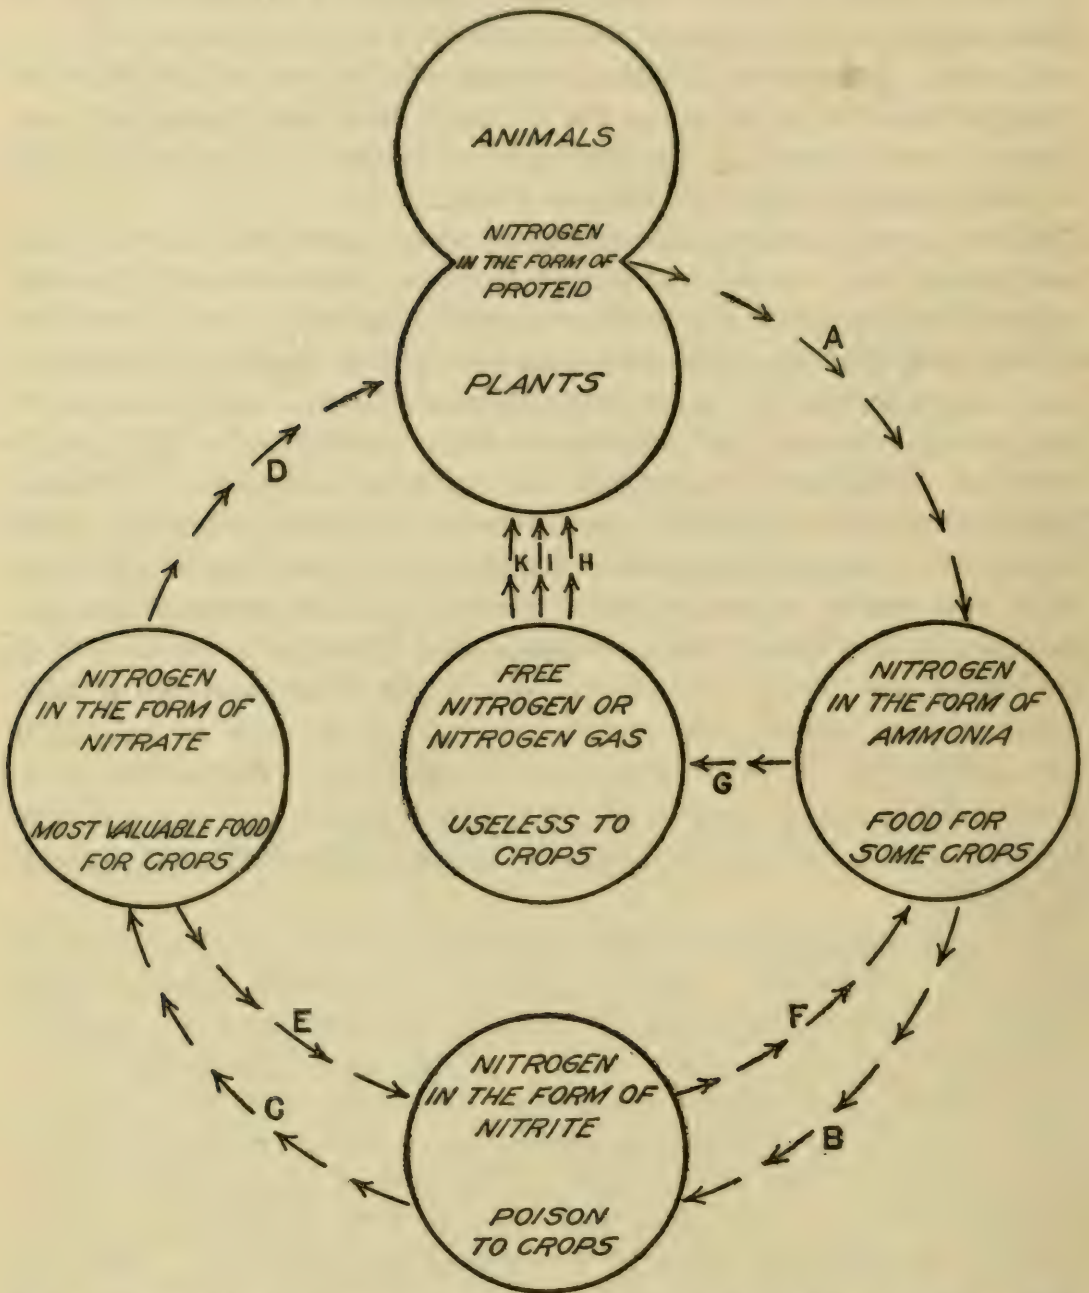 ANIMALS
NITROGEN
IN THE FORM OF
PROTEID
PLANTS
A
D
K I H
NITROGEN
IN THE FORM OF
NITRATE
MOST VALUABLE FOOD
FOR CROPS
FREE
NITROGEN OR
NITROGEN GAS
USELESS TO
CROPS
G
NITROGEN
IN THE FORM OF
AMMONIA
FOOD FOR
SOME CROPS
E
F
C
B
NITROGEN
IN THE FORM OF
NITRITE
POISON
TO CROPS